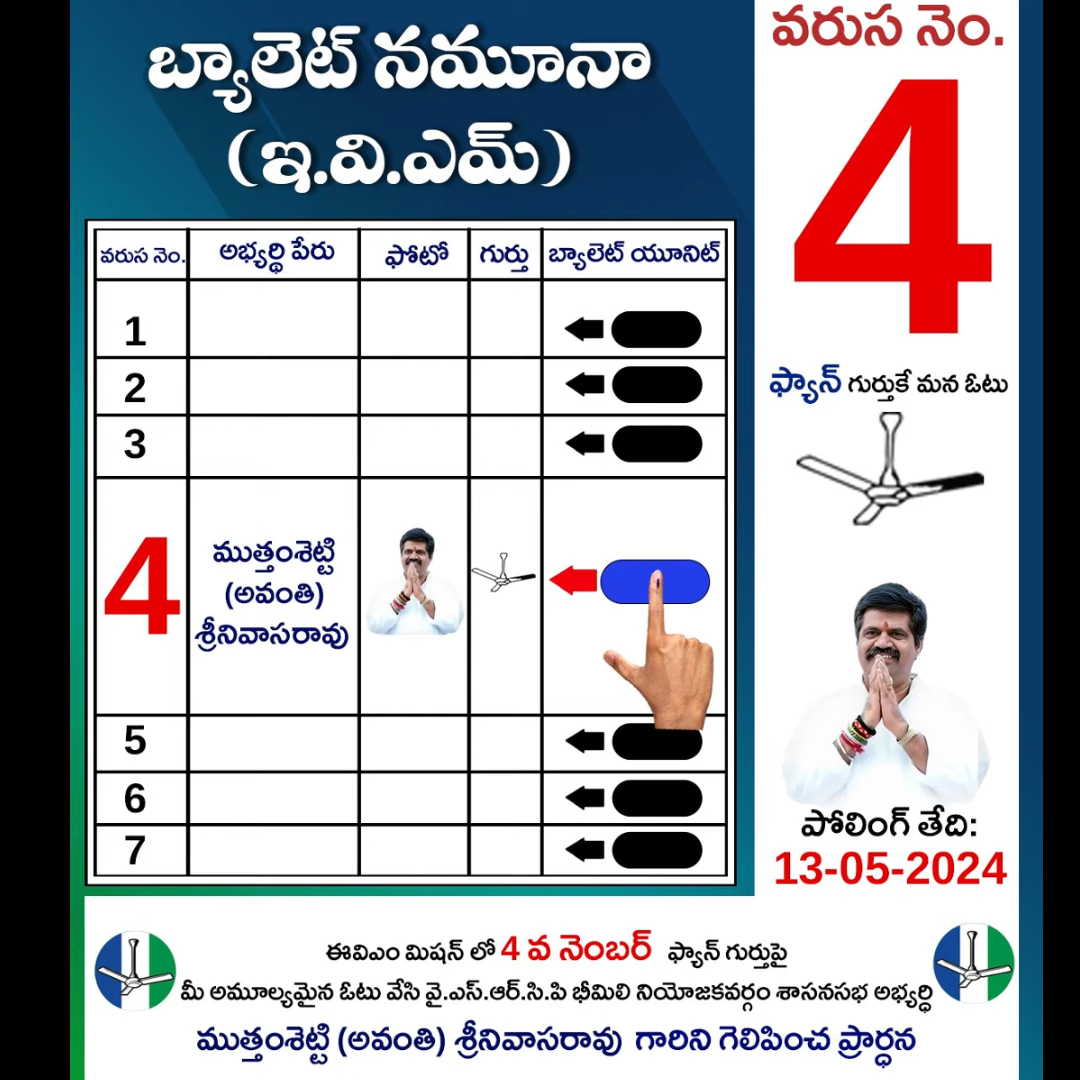 బ్యాలెట్ నమూనా
(ఇ.వి.ఎమ్)
వరుస నెం. అభ్యర్థి పేరు ఫోటో గుర్తు బ్యాలెట్ యూనిట్
1
2
3
4 ముత్తంశెట్టి
(అవంతి)
శ్రీనివాసరావు
5
6
7
వరుస నెం.
4
ఫ్యాన్ గుర్తుకే మన ఓటు
పోలింగ్ తేది:
13-05-2024
ఈవిఎం మిషన్ లో 4 వ నెంబర్ ఫ్యాన్ గుర్తుపై
మీ అమూల్యమైన ఓటు వేసి వై.ఎస్.ఆర్.సి.పి భీమిలి నియోజకవర్గం శాసనసభ అభ్యర్ధి
ముత్తంశెట్టి (అవంతి) శ్రీనివాసరావు గారిని గెలిపించ ప్రార్ధన